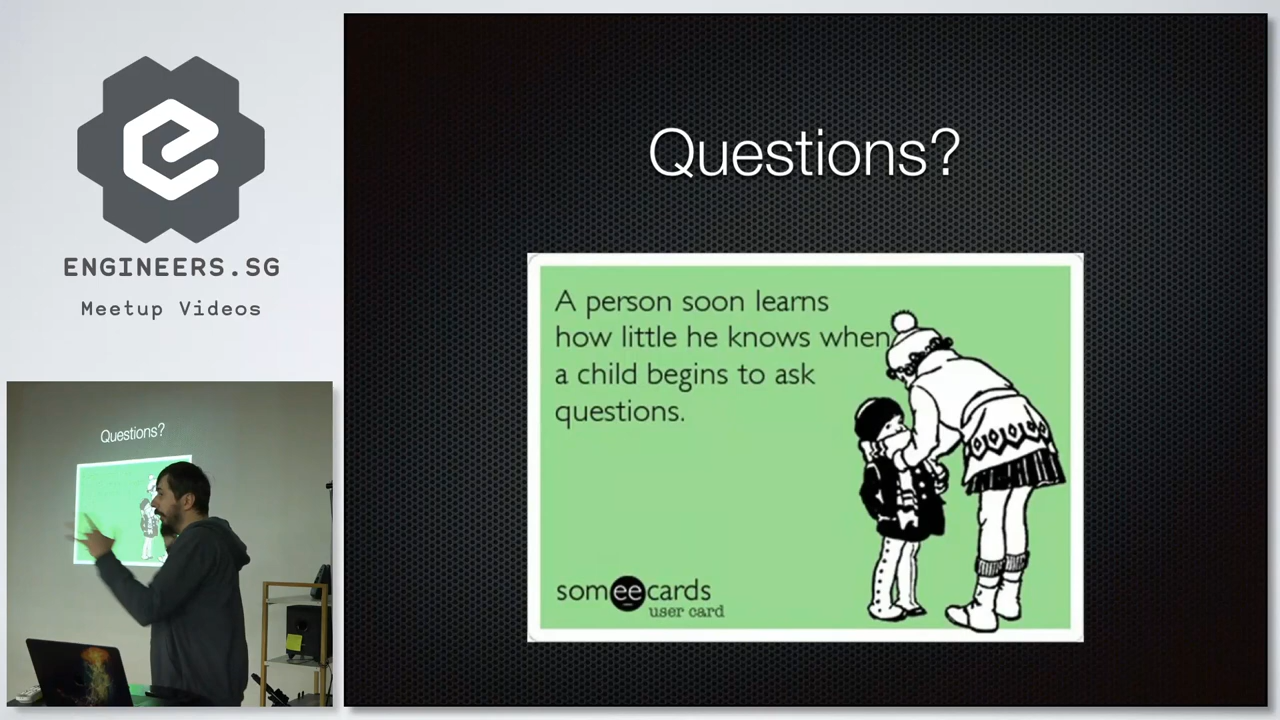 ENGINEERS.SG
Meetup Videos
Questions?
A person soon learns
how little he knows when
a child begins to ask
questions.
someecards
user card
Questions?